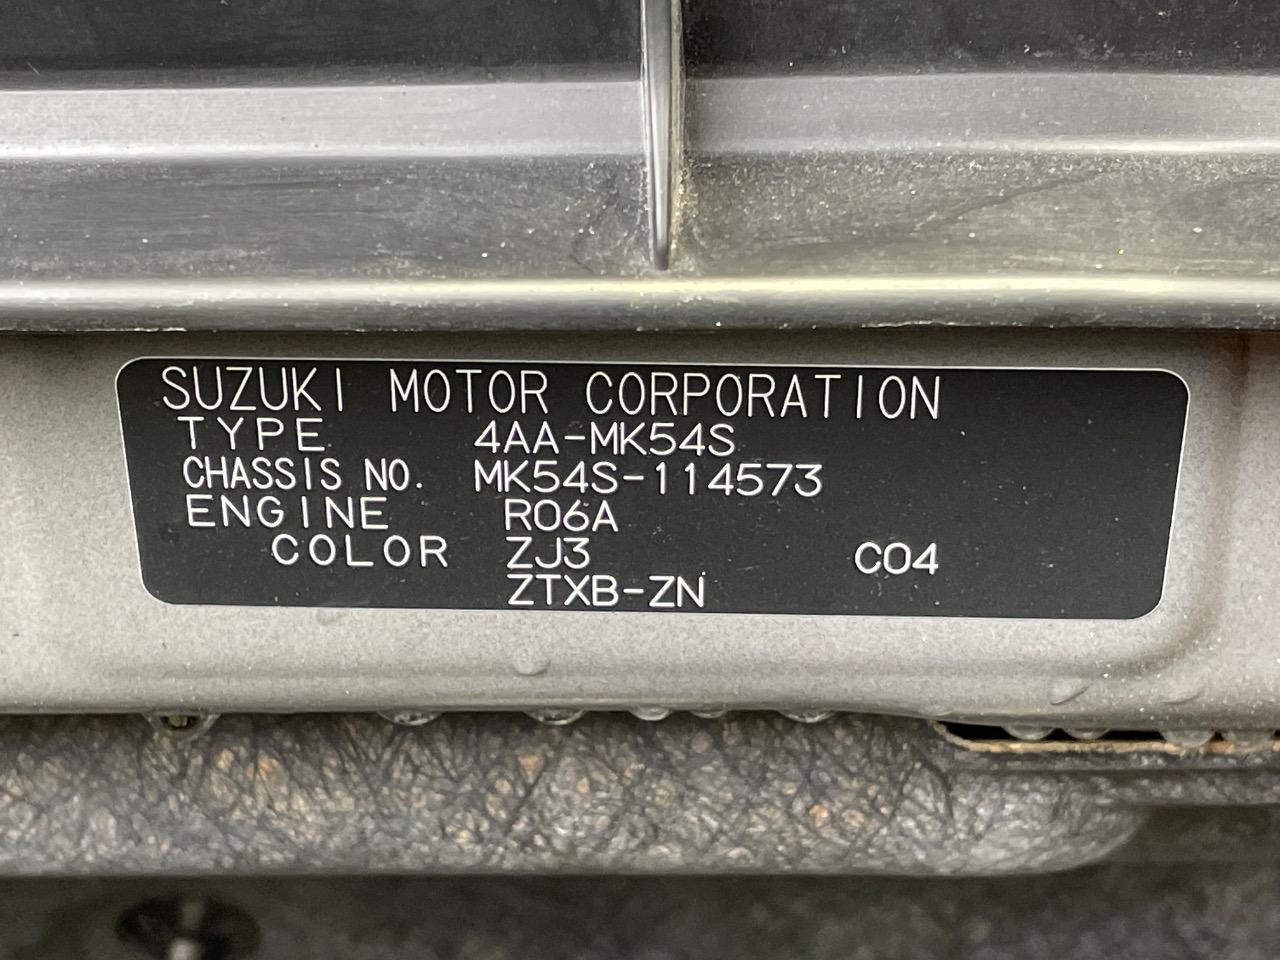 SUZUKI MOTOR CORPORATION
TYPE 4AA-MK54S
CHASSIS NO. MK54S-114573
ENGINE R06A
COLOR ZJ3 C04
ZTXB-ZN